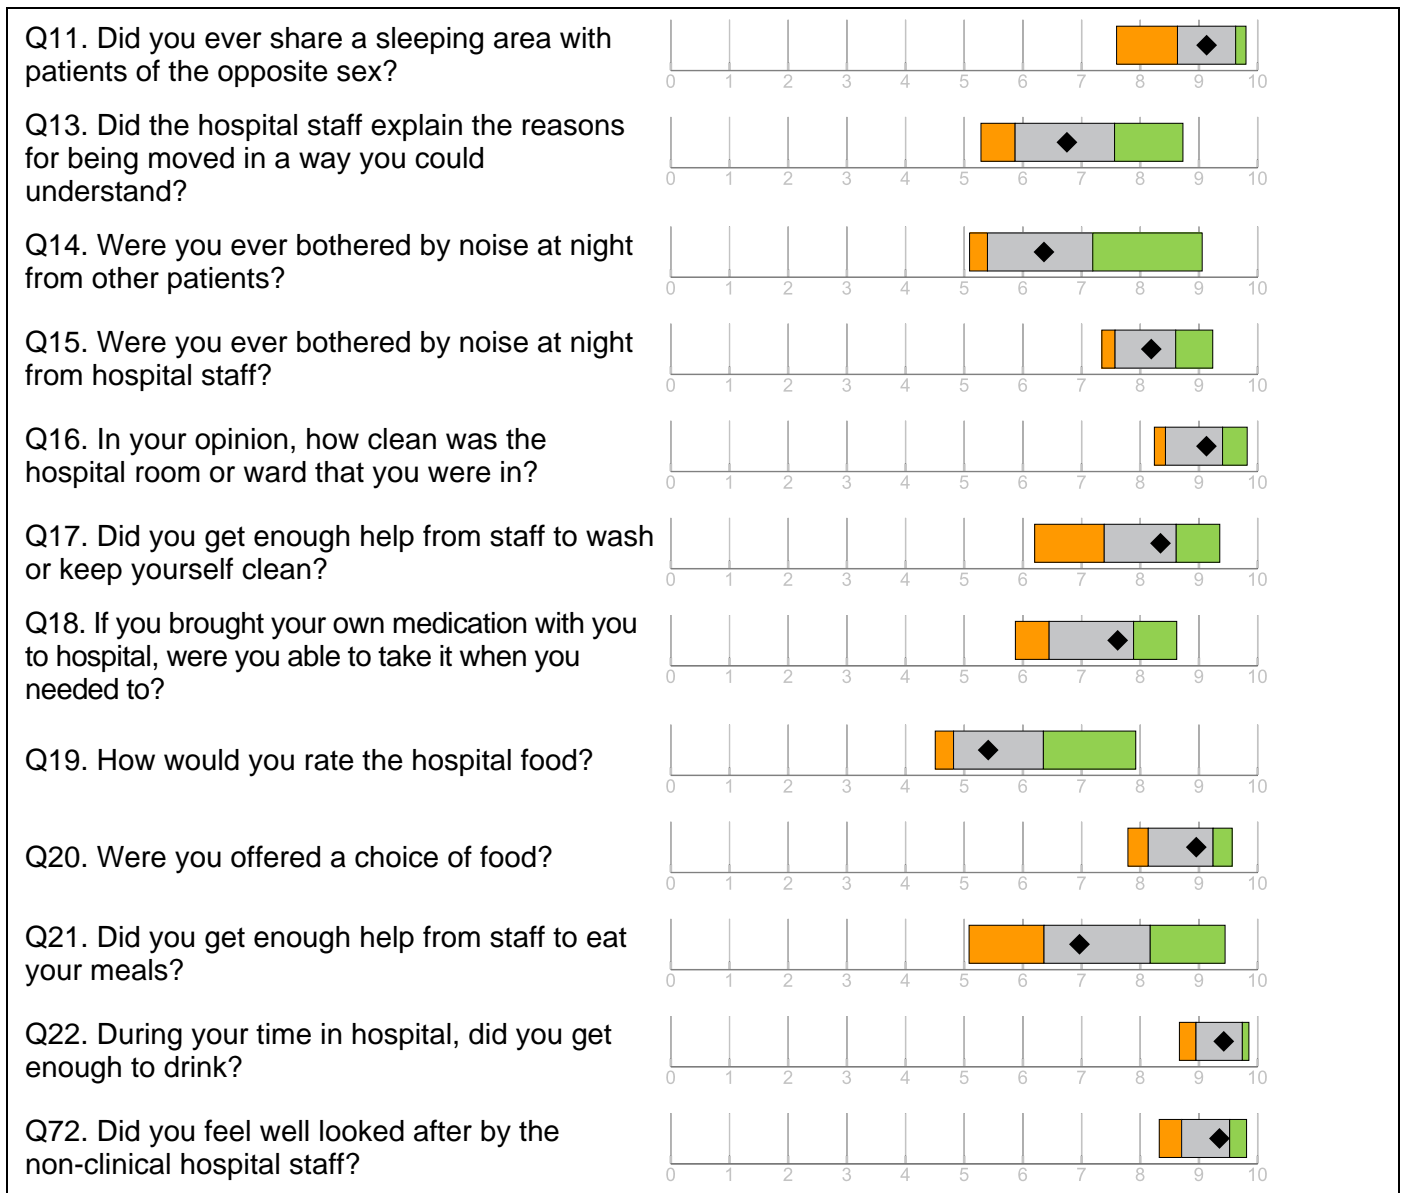 Q11. Did you ever share a sleeping area with
patients of the opposite sex?
0 1 2 3 4 5 6 7 8 9 10
Q13. Did the hospital staff explain the reasons
for being moved in a way you could
understand?
0 1 2 3 4 5 6 7 8 9 10
Q14. Were you ever bothered by noise at night
from other patients?
0 1 2 3 4 5 6 7 8 9 10
Q15. Were you ever bothered by noise at night
from hospital staff?
0 1 2 3 4 5 6 7 8 9 10
Q16. In your opinion, how clean was the
hospital room or ward that you were in?
0 1 2 3 4 5 6 7 8 9 10
Q17. Did you get enough help from staff to wash
or keep yourself clean?
0 1 2 3 4 5 6 7 8 9 10
Q18. If you brought your own medication with you
to hospital, were you able to take it when you
needed to?
0 1 2 3 4 5 6 7 8 9 10
Q19. How would you rate the hospital food?
0 1 2 3 4 5 6 7 8 9 10
Q20. Were you offered a choice of food?
0 1 2 3 4 5 6 7 8 9 10
Q21. Did you get enough help from staff to eat
your meals?
0 1 2 3 4 5 6 7 8 9 10
Q22. During your time in hospital, did you get
enough to drink?
0 1 2 3 4 5 6 7 8 9 10
Q72. Did you feel well looked after by the
non-clinical hospital staff?
0 1 2 3 4 5 6 7 8 9 10